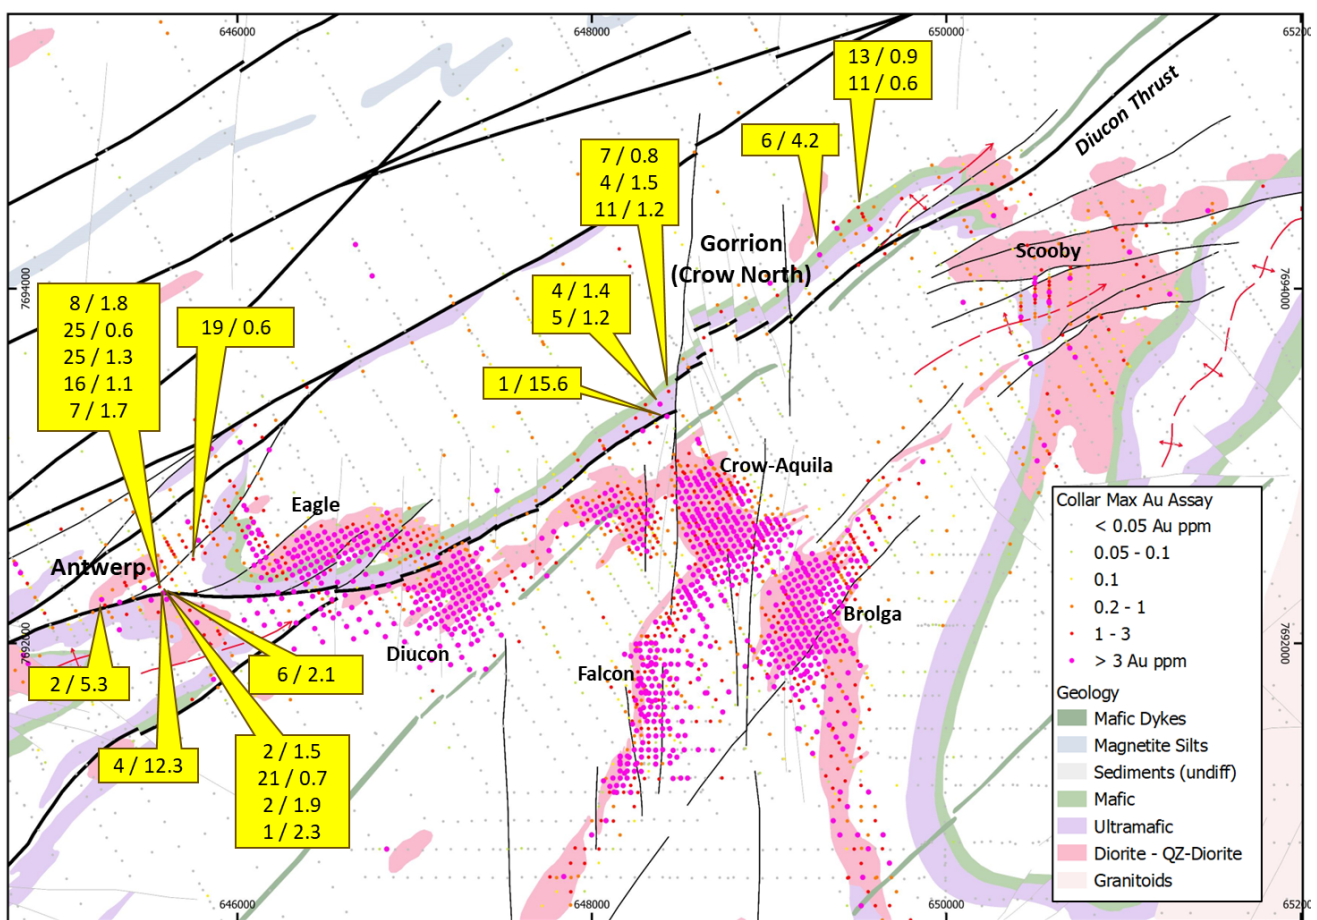 646000
648000
650000
652000
13 / 0.9
11 / 0.6
Diucon Thrust
6 / 4.2
7 / 0.8
4 / 1.5
11 / 1.2
Gorrion
(Crow North)
Scooby
7694000
7694000
8 / 1.8
25 / 0.6
25 / 1.3
16 / 1.1
7 / 1.7
19 / 0.6
4 / 1.4
5 / 1.2
1 / 15.6
Crow-Aquila
Eagle
Antwerp
Brolga
Diucon
Falcon
7692000
7692000
2 / 5.3
6 / 2.1
4 / 12.3
2 / 1.5
21 / 0.7
2 / 1.9
1 / 2.3
Collar Max Au Assay
< 0.05 Au ppm
0.05 - 0.1
0.1
0.2 - 1
1 - 3
> 3 Au ppm
Geology
Mafic Dykes
Magnetite Silts
Sediments (undiff)
Mafic
Ultramafic
Diorite - QZ-Diorite
Granitoids
646000
648000
650000